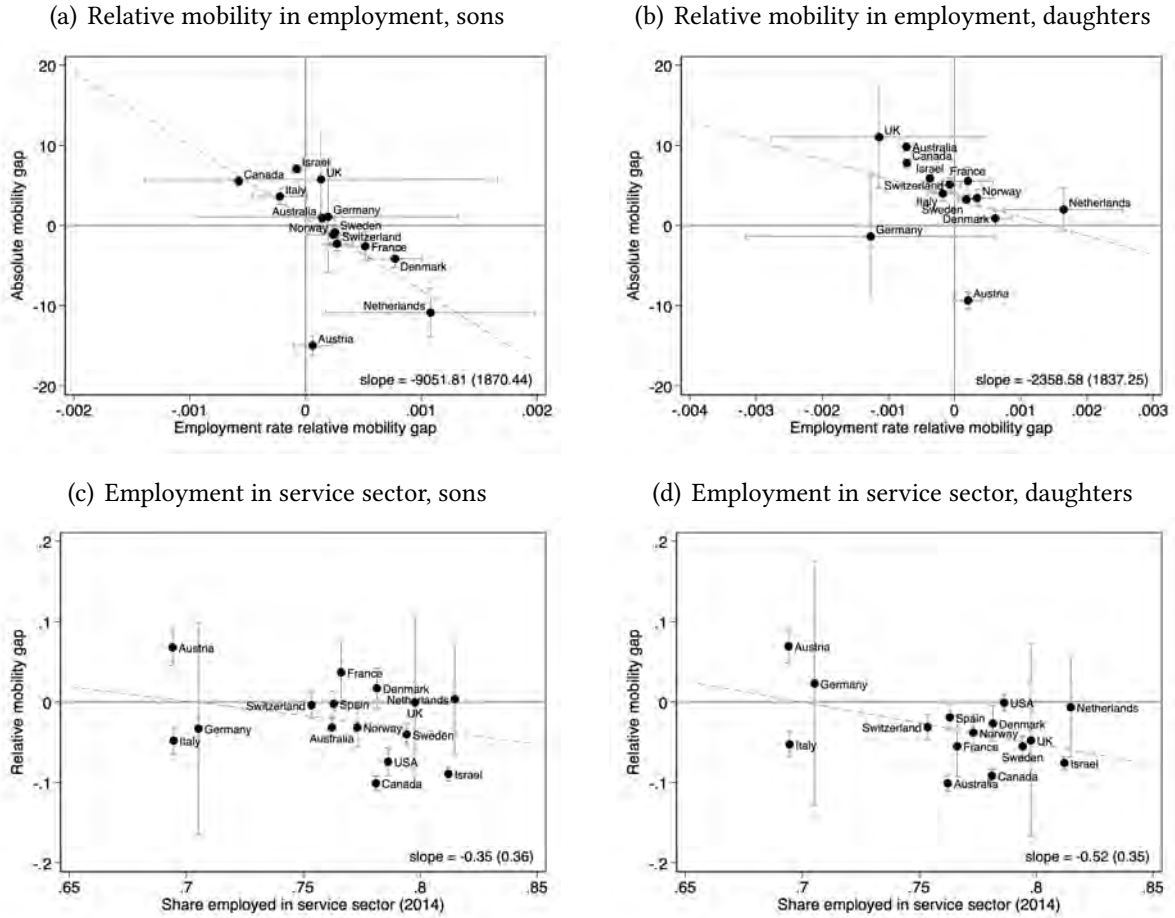 (a) Relative mobility in employment, sons
(b) Relative mobility in employment, daughters
20
10
0
-10
-20
Absolute mobility gap
Israel
Canada
UK
Italy
Australia
Germany
Norway
Sweden
Switzerland
France
Denmark
Netherlands
Austria
slope = -9051.81 (1870.44)
-0.002
-0.001
0
0.001
0.002
Employment rate relative mobility gap
20
10
0
-10
-20
Absolute mobility gap
UK
Australia
Canada
Israel
France
Switzerland
Norway
Italy
Sweden
Netherlands
Denmark
Germany
Austria
slope = -2358.58 (1837.25)
-.004
-.003
-.002
-.001
0
.001
.002
.003
Employment rate relative mobility gap
(c) Employment in service sector, sons
(d) Employment in service sector, daughters
.2
.1
0
-.1
-.2
Relative mobility gap
Austria
France
Denmark
Switzerland
Spain
Netherlands
UK
Germany
Italy
Australia
Norway
Sweden
USA
Canada
Israel
slope = -0.35 (0.36)
.65
.7
.75
.8
.85
Share employed in service sector (2014)
.2
.1
0
-.1
-.2
Relative mobility gap
Austria
Germany
USA
Netherlands
Spain
Denmark
Switzerland
Norway
Italy
France
UK
Sweden
Israel
Canada
Australia
slope = -0.52 (0.35)
.65
.7
.75
.8
.85
Share employed in service sector (2014)